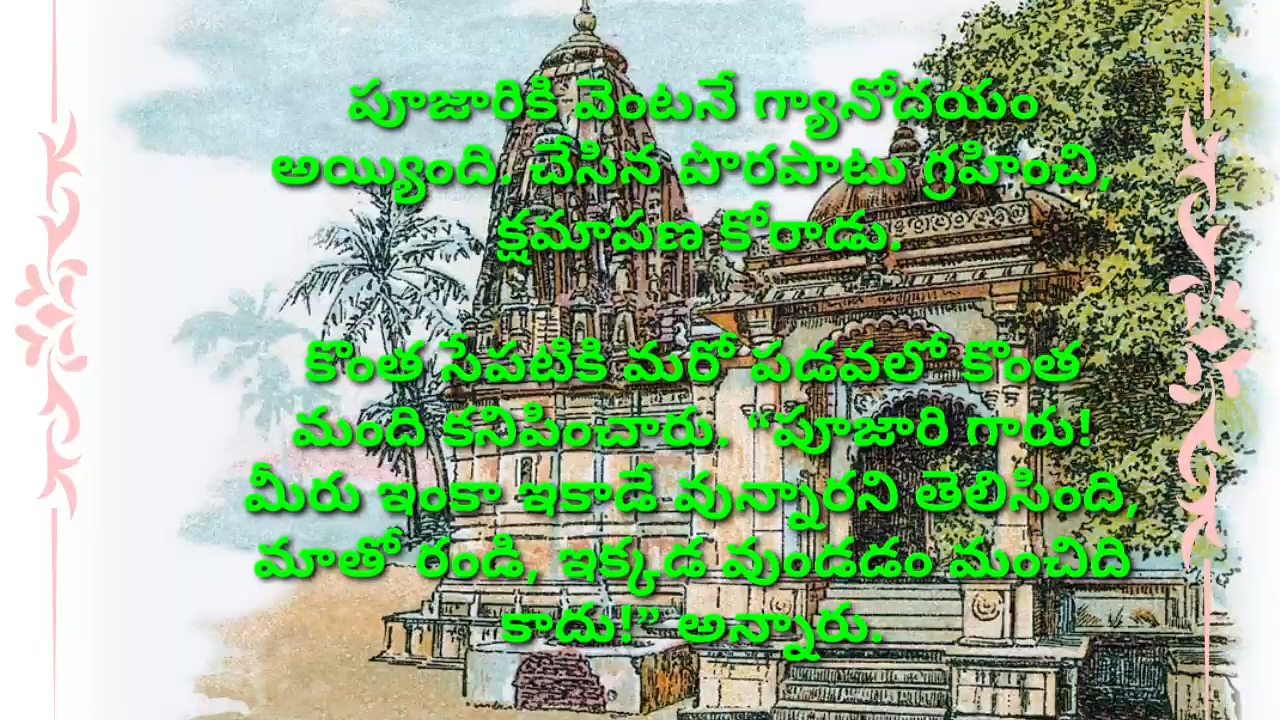 పూజారికి వెంటనే గ్యానోదయం
అయ్యింది. చేసిన పొరపాటు గ్రహించి,
క్షమాపణ కోరాడు.
కొంత సేపటికి మరో పడవలో కొంత
మంది కనిపించారు. “పూజారి గారు!
మీరు ఇంకా ఇకాడే వున్నారని తెలిసింది,
మాతో రండి, ఇక్కడ వుండడం మంచిది
కాదు!” అన్నారు.